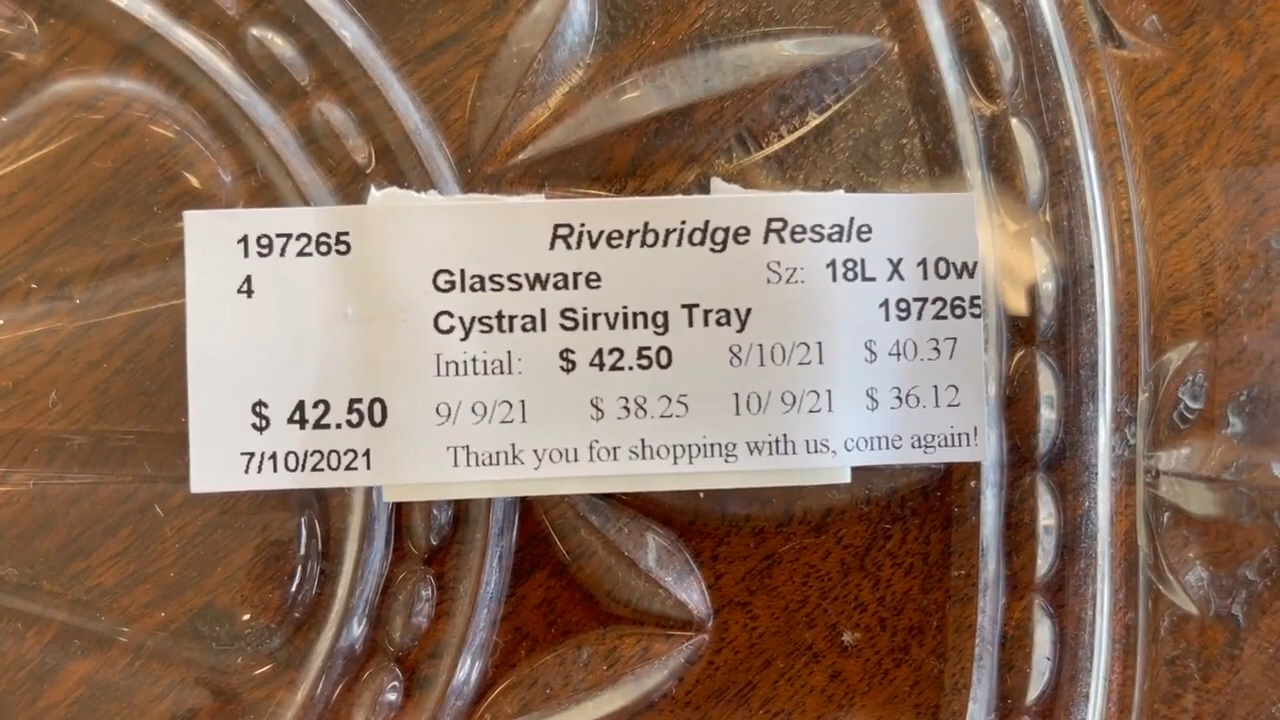 197265 Riverbridge Resale
4 Glassware Sz: 18L X 10w
Cystral Sirving Tray 197265
Initial: $ 42.50 8/10/21 $ 40.37
$ 42.50 9/ 9/21 $ 38.25 10/ 9/21 $ 36.12
7/10/2021 Thank you for shopping with us, come again!